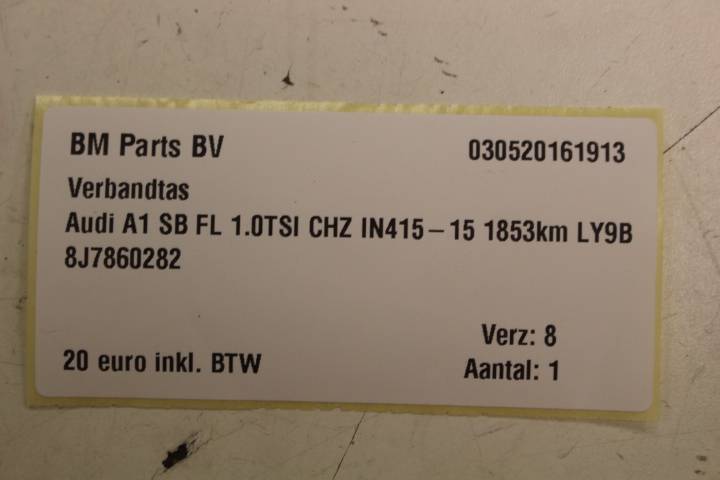 BM Parts BV 030520161913
Verbandtas
Audi A1 SB FL 1.0TSI CHZ IN415-15 1853km LY9B
8J7860282
Verz: 8
20 euro inkl. BTW Aantal: 1